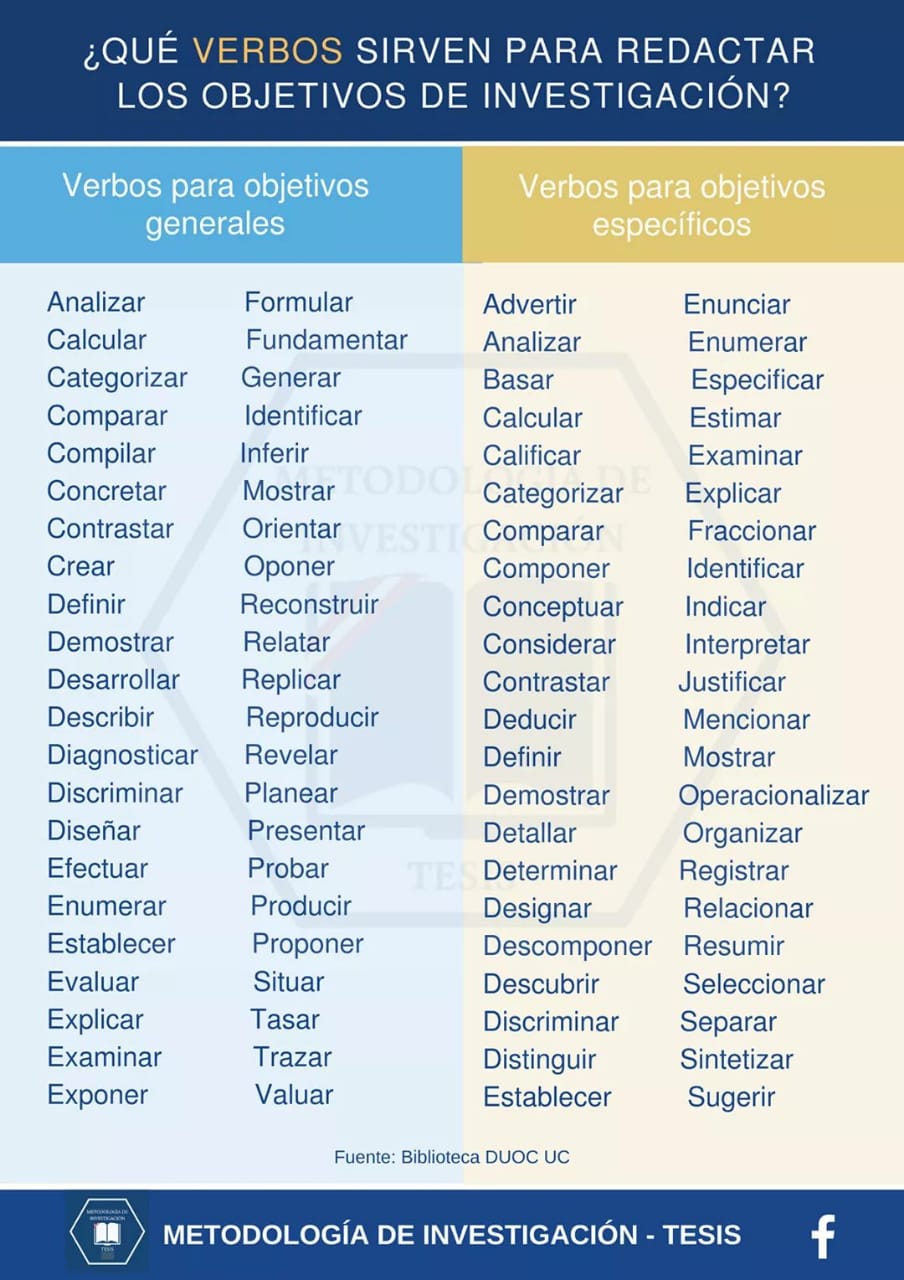 ¿QUÉ VERBOS SIRVEN PARA REDACTAR
LOS OBJETIVOS DE INVESTIGACIÓN?
Verbos para objetivos
generales
Analizar
Calcular
Categorizar
Comparar
Compilar
Concretar
Contrastar
Crear
Definir
Demostrar
Desarrollar
Describir
Diagnosticar
Discriminar
Diseñar
Efectuar
Enumerar
Establecer
Evaluar
Explicar
Examinar
Exponer
Formular
Fundamentar
Generar
Identificar
Inferir
Mostrar
Orientar
Oponer
Reconstruir
Relatar
Replicar
Reproducir
Revelar
Planear
Presentar
Probar
Producir
Proponer
Situar
Tasar
Trazar
Valuar
Verbos para objetivos
específicos
Advertir
Analizar
Basar
Calcular
Calificar
Categorizar
Comparar
Componer
Conceptuar
Considerar
Contrastar
Deducir
Definir
Demostrar
Detallar
Determinar
Designar
Descomponer
Descubrir
Discriminar
Distinguir
Establecer
Enunciar
Enumerar
Especificar
Estimar
Examinar
Explicar
Fraccionar
Identificar
Indicar
Interpretar
Justificar
Mencionar
Mostrar
Operacionalizar
Organizar
Registrar
Relacionar
Resumir
Seleccionar
Separar
Sintetizar
Sugerir
METODOLOGÍA DE
INVESTIGACIÓN
TESIS
Fuente: Biblioteca DUOC UC
METODOLOGÍA DE
INVESTIGACIÓN
TESIS
METODOLOGÍA DE INVESTIGACIÓN - TESIS